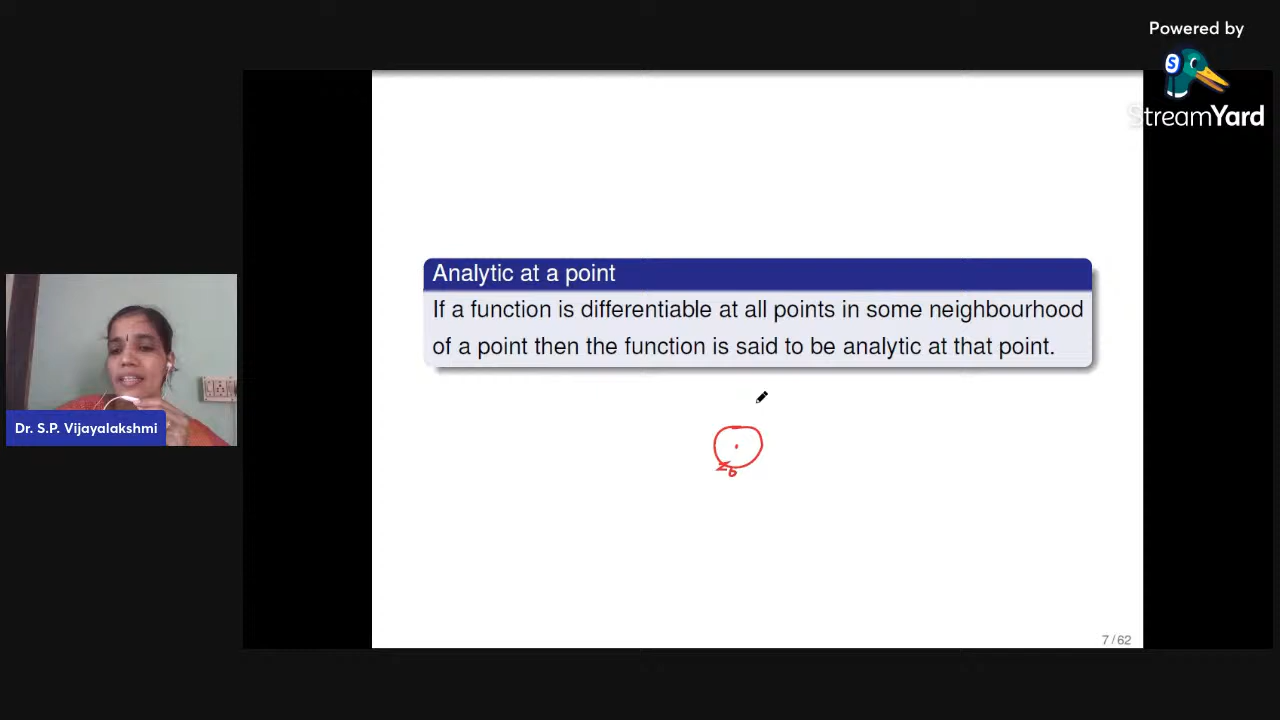 Powered by
StreamYard
Analytic at a point
If a function is differentiable at all points in some neighbourhood
of a point then the function is said to be analytic at that point.
Dr. S.P. Vijayalakshmi
z₀
7 / 62